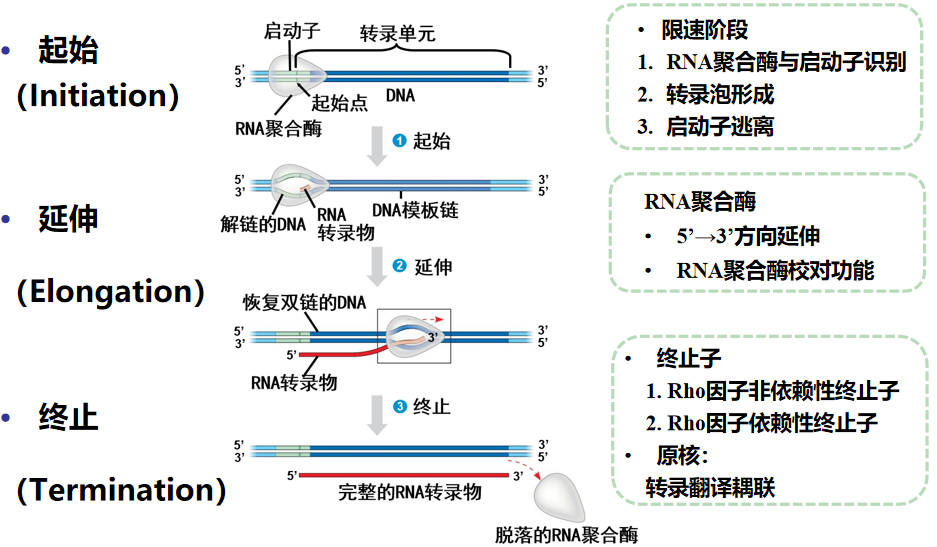 • 起始
(Initiation)
启动子
转录单元
5’
3’
3’
5’
DNA
起始点
RNA聚合酶
1 起始
• 限速阶段
1. RNA聚合酶与启动子识别
2. 转录泡形成
3. 启动子逃离
• 延伸
(Elongation)
5’
3’
3’
5’
解链的DNA
RNA
转录物
DNA模板链
2 延伸
RNA聚合酶
• 5’→3’方向延伸
• RNA聚合酶校对功能
恢复双链的DNA
5’
3’
3’
3’
5’
5’
RNA转录物
3 终止
• 终止
(Termination)
5’
3’
3’
5’
5’
3’
完整的RNA转录物
脱落的RNA聚合酶
• 终止子
1. Rho因子非依赖性终止子
2. Rho因子依赖性终止子
• 原核：
转录翻译耦联